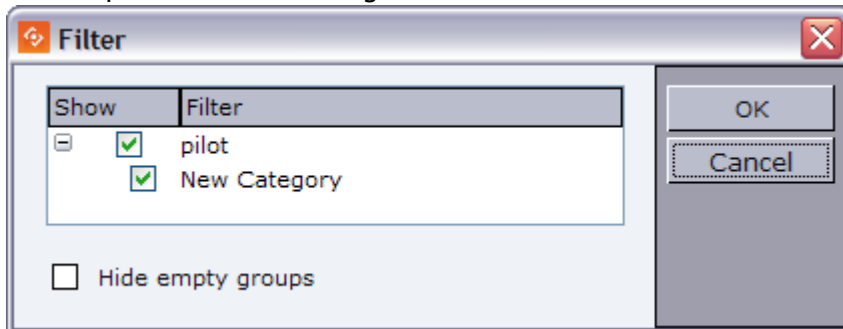 Filter
Show Filter
OK
pilot
Cancel
New Category
Hide empty groups